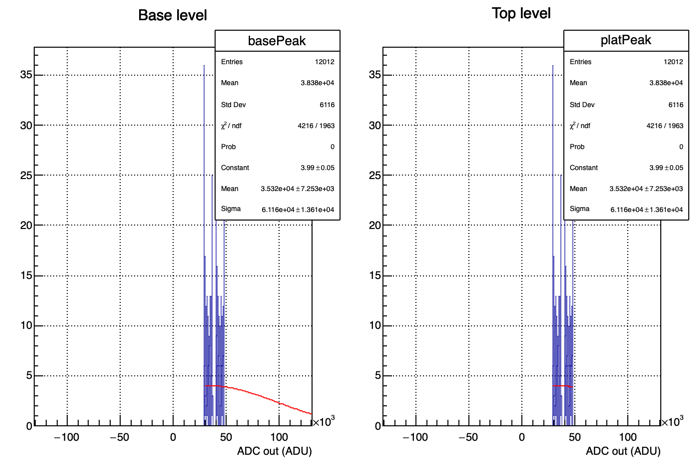 Base level
basePeak
Entries 12012
Mean 3.838e+04
Std Dev 6116
χ² / ndf 4216 / 1963
Prob 0
Constant 3.99 ± 0.05
Mean 3.532e+04 ± 7.253e+03
Sigma 6.116e+04 ± 1.361e+04
35
30
25
20
15
10
5
0
−100 −50 0 50 100 ×10³
ADC out (ADU)
Top level
platPeak
Entries 12012
Mean 3.838e+04
Std Dev 6116
χ² / ndf 4216 / 1963
Prob 0
Constant 3.99 ± 0.05
Mean 3.532e+04 ± 7.253e+03
Sigma 6.116e+04 ± 1.361e+04
35
30
25
20
15
10
5
0
−100 −50 0 50 100 ×10³
ADC out (ADU)